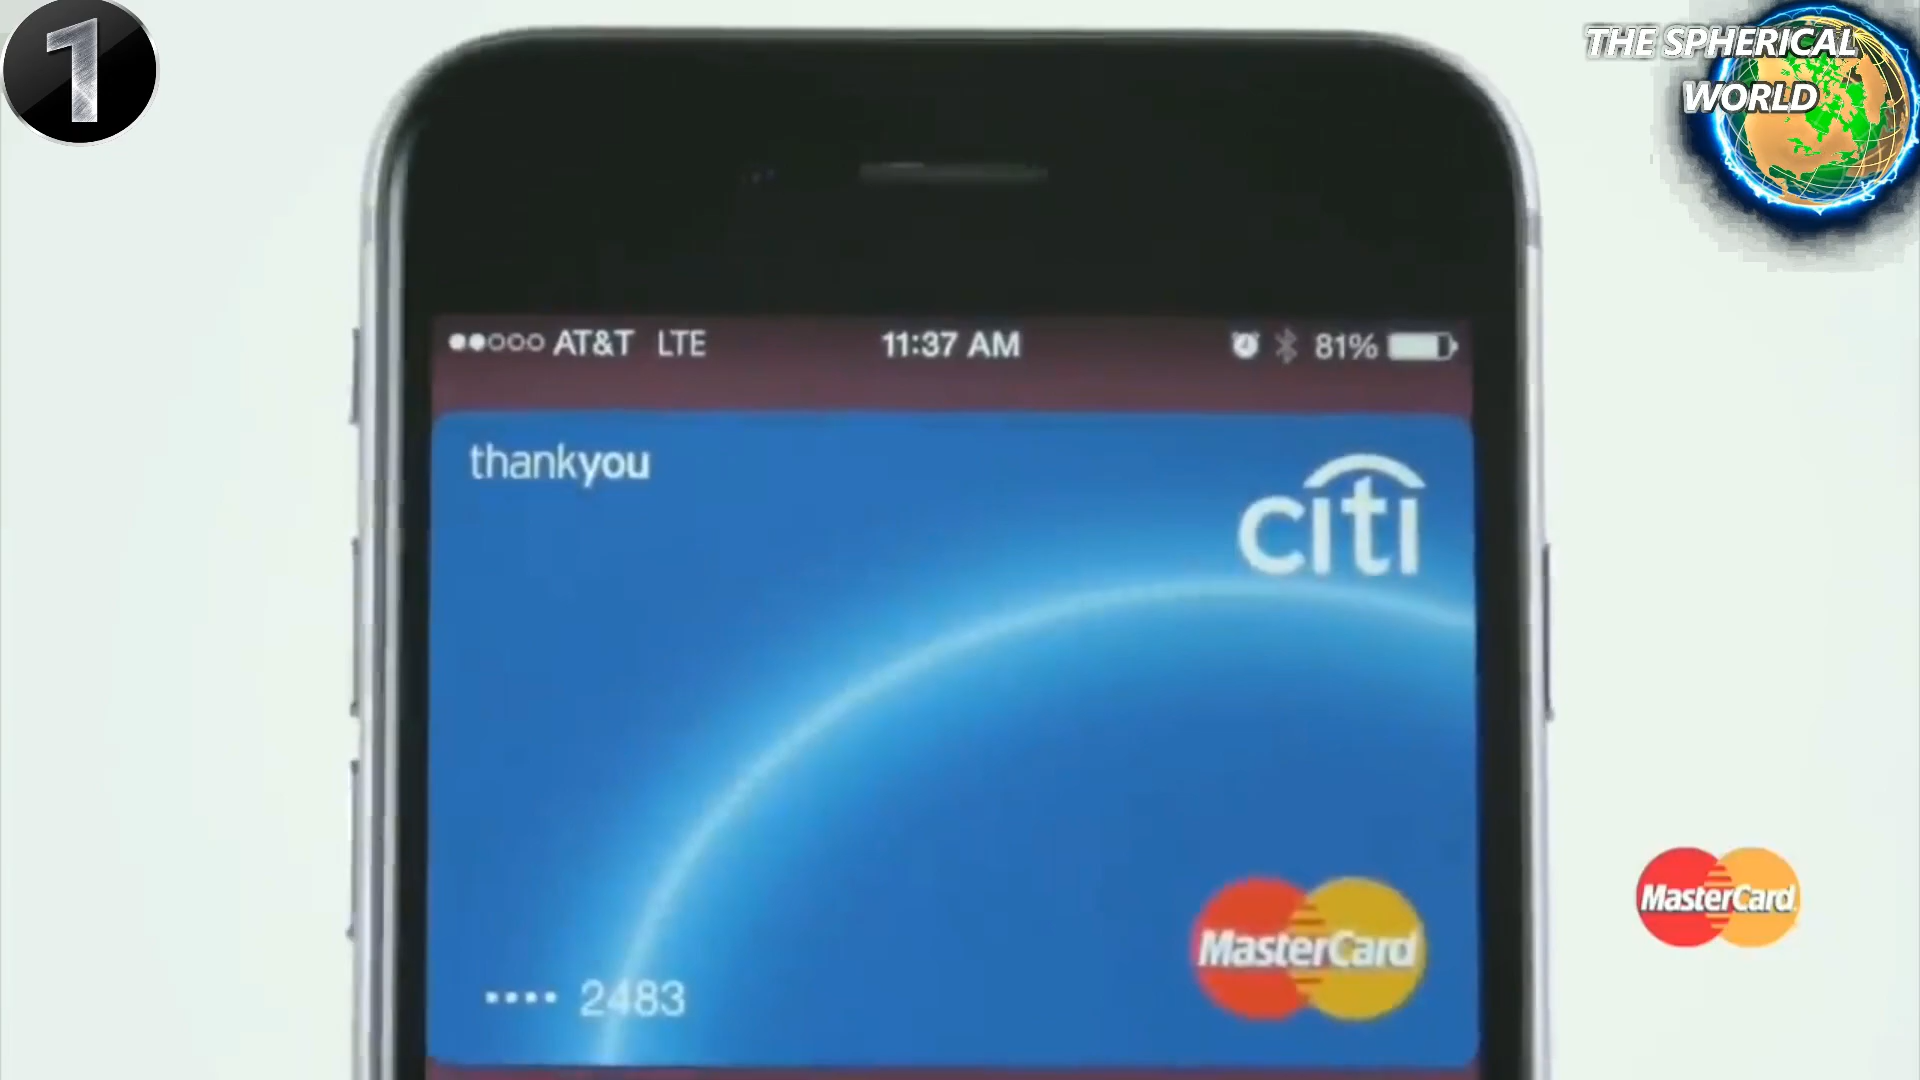 1
THE SPHERICAL
WORLD
AT&T LTE 11:37 AM 81%
thankyou
citi
MasterCard
MasterCard
•••• 2483